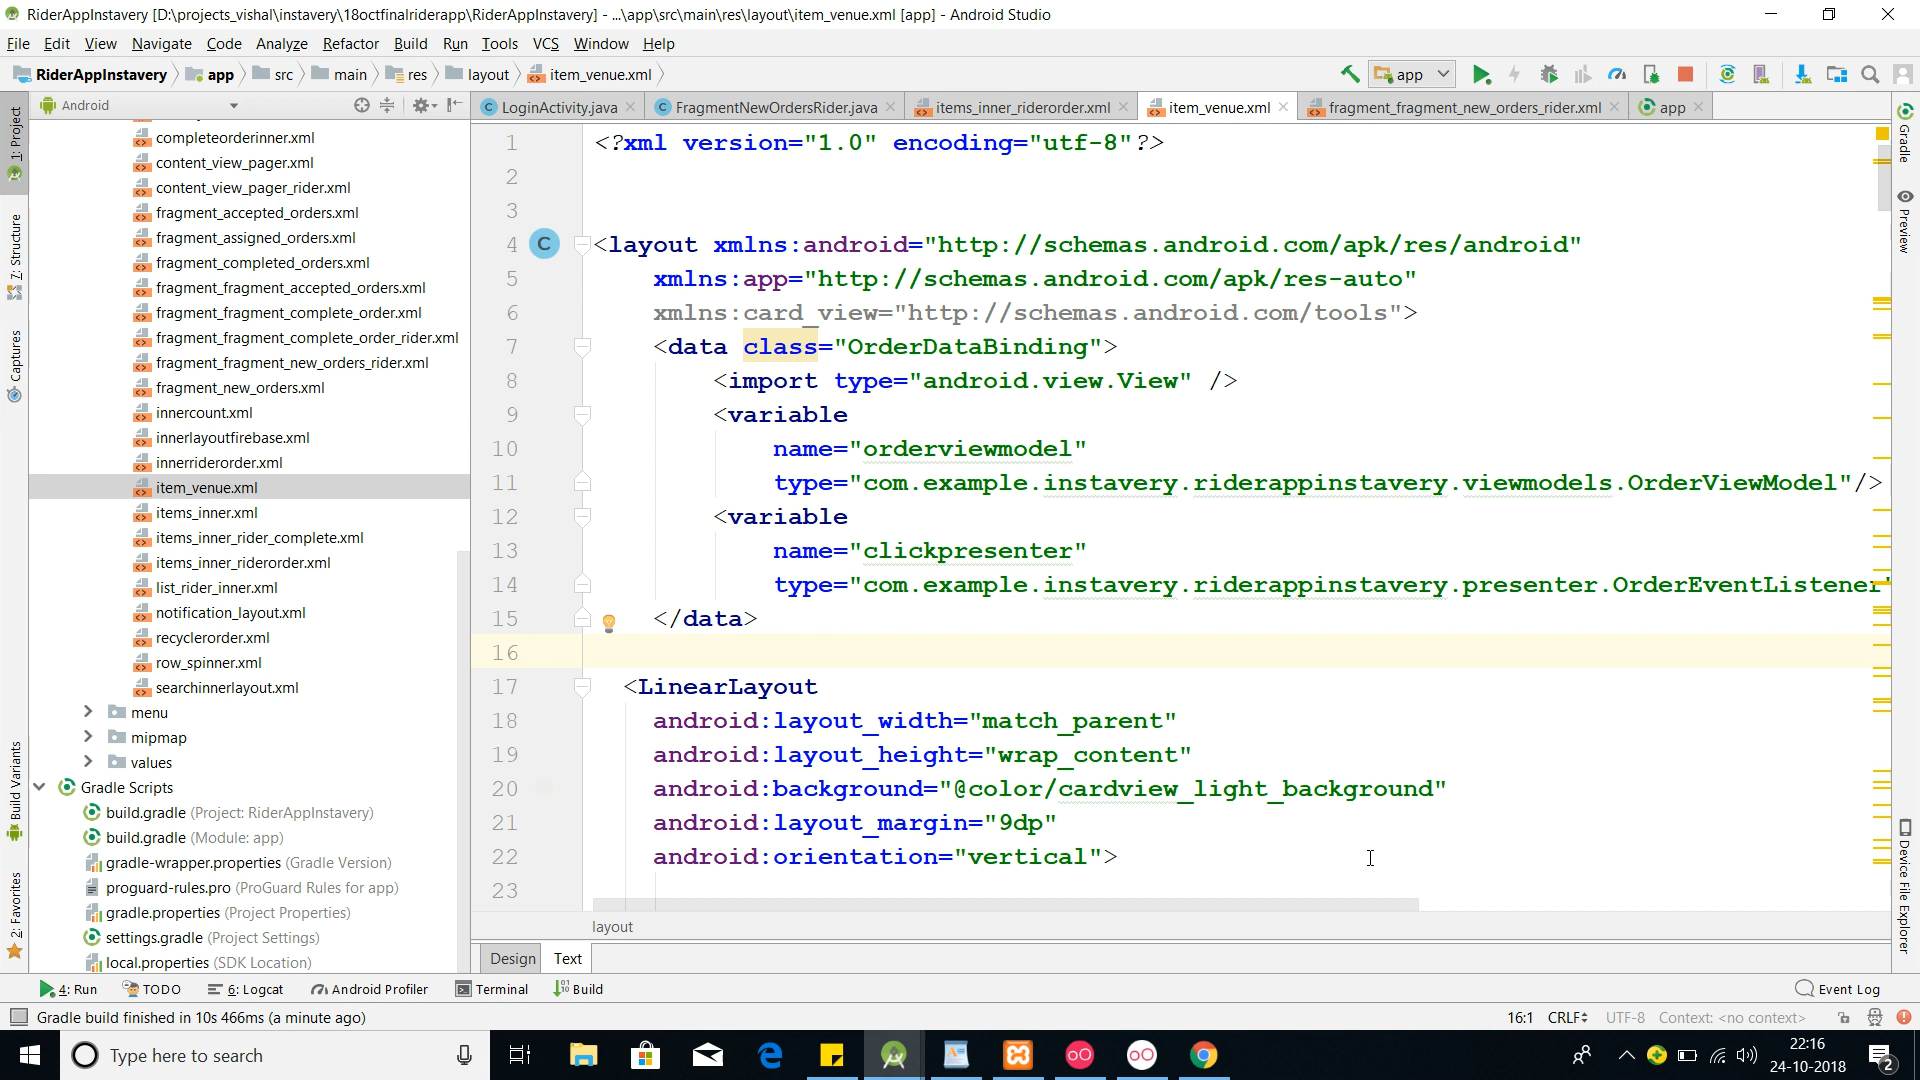 RiderAppInstavery [D:\projects_vishal\instavery\18octfinalriderapp\RiderAppInstavery] - ...\app\src\main\res\layout\item_venue.xml [app] - Android Studio
File Edit View Navigate Code Analyze Refactor Build Run Tools VCS Window Help
RiderAppInstavery app src main res layout item_venue.xml
app
Android
LoginActivity.java FragmentNewOrdersRider.java items_inner_riderorder.xml item_venue.xml fragment_fragment_new_orders_rider.xml app
1: Project
7: Structure
Captures
Build Variants
2: Favorites
completeorderinner.xml
content_view_pager.xml
content_view_pager_rider.xml
fragment_accepted_orders.xml
fragment_assigned_orders.xml
fragment_completed_orders.xml
fragment_fragment_accepted_orders.xml
fragment_fragment_complete_order.xml
fragment_fragment_complete_order_rider.xml
fragment_fragment_new_orders_rider.xml
fragment_new_orders.xml
innercount.xml
innerlayoutfirebase.xml
innerriderorder.xml
item_venue.xml
items_inner.xml
items_inner_rider_complete.xml
items_inner_riderorder.xml
list_rider_inner.xml
notification_layout.xml
recyclerorder.xml
row_spinner.xml
searchinnerlayout.xml
menu
mipmap
values
Gradle Scripts
build.gradle (Project: RiderAppInstavery)
build.gradle (Module: app)
gradle-wrapper.properties (Gradle Version)
proguard-rules.pro (ProGuard Rules for app)
gradle.properties (Project Properties)
settings.gradle (Project Settings)
local.properties (SDK Location)
1 <?xml version="1.0" encoding="utf-8"?>
2
3
4 C <layout xmlns:android="http://schemas.android.com/apk/res/android"
5 xmlns:app="http://schemas.android.com/apk/res-auto"
6 xmlns:card_view="http://schemas.android.com/tools">
7 <data class="OrderDataBinding">
8 <import type="android.view.View" />
9 <variable
10 name="orderviewmodel"
11 type="com.example.instavery.riderappinstavery.viewmodels.OrderViewModel"/>
12 <variable
13 name="clickpresenter"
14 type="com.example.instavery.riderappinstavery.presenter.OrderEventListener"
15 </data>
16
17 <LinearLayout
18 android:layout_width="match_parent"
19 android:layout_height="wrap_content"
20 android:background="@color/cardview_light_background"
21 android:layout_margin="9dp"
22 android:orientation="vertical">
23
layout
Design Text
Gradle
Preview
Device File Explorer
4: Run TODO 6: Logcat Android Profiler Terminal Build Event Log
Gradle build finished in 10s 466ms (a minute ago) 16:1 CRLF UTF-8 Context: <no context>
Type here to search
22:16
24-10-2018
2